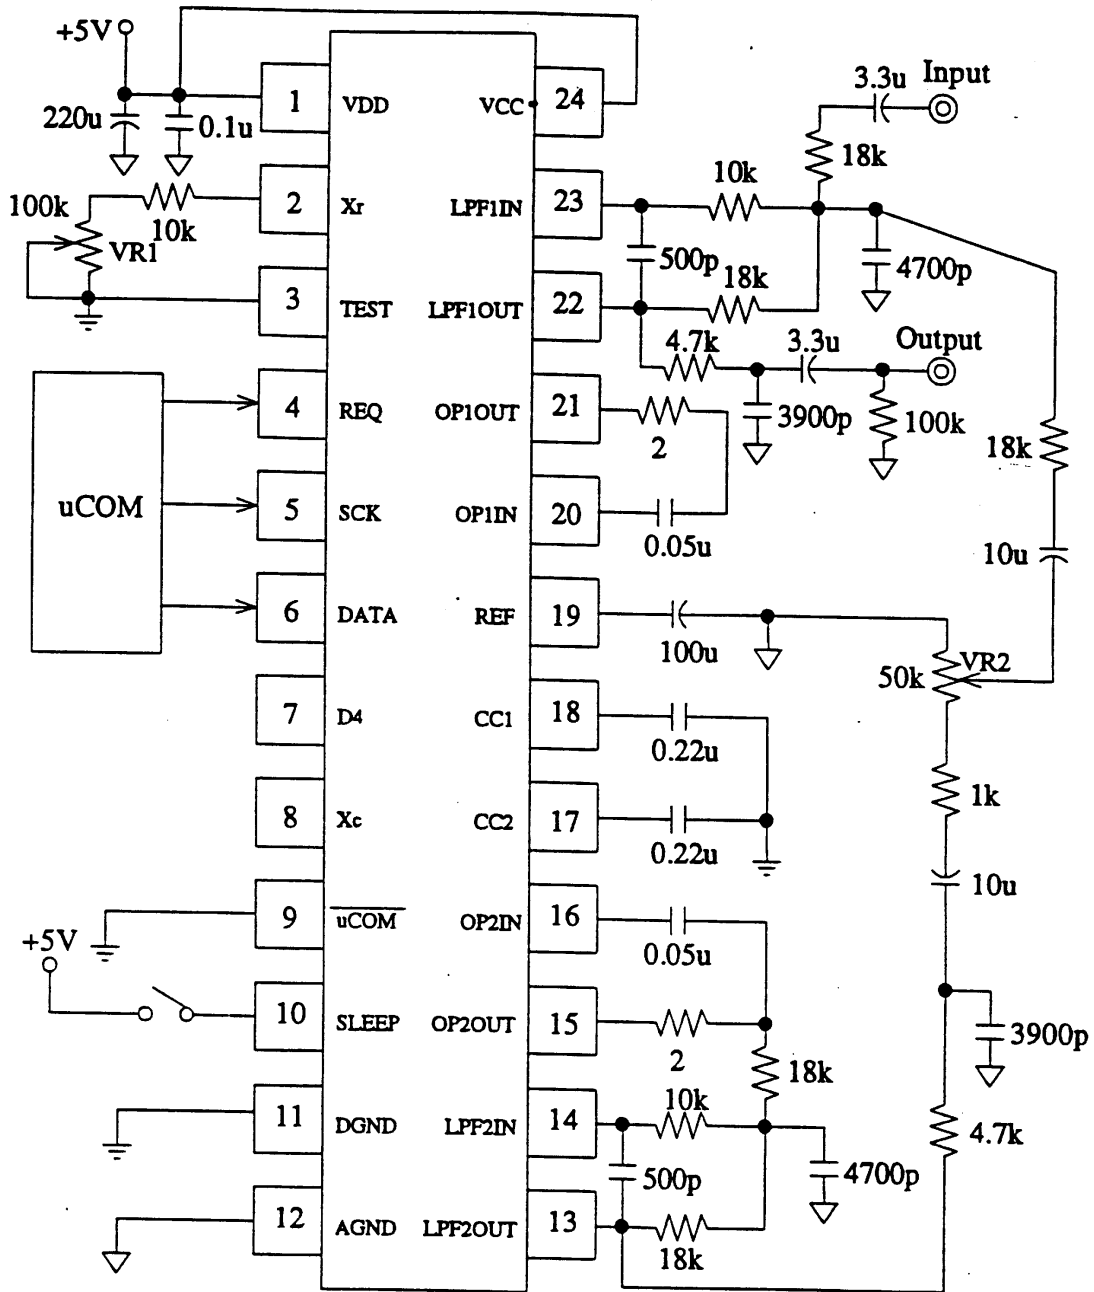 +5V
220u
0.1u
1 VDD
VCC 24
3.3u Input
18k
100k
VR1
10k
2 Xr
LPF1IN 23
10k
500p
4700p
3 TEST
LPF1OUT 22
18k
4.7k
3.3u
Output
3900p
100k
uCOM
4 REQ
OP1OUT 21
2
5 SCK
OP1IN 20
0.05u
18k
10u
6 DATA
REF 19
100u
50k
VR2
7 D4
CC1 18
0.22u
8 Xc
CC2 17
0.22u
1k
10u
9 uCOM
OP2IN 16
0.05u
+5V
10 SLEEP
OP2OUT 15
2
18k
3900p
11 DGND
LPF2IN 14
10k
500p
4700p
4.7k
12 AGND
LPF2OUT 13
18k